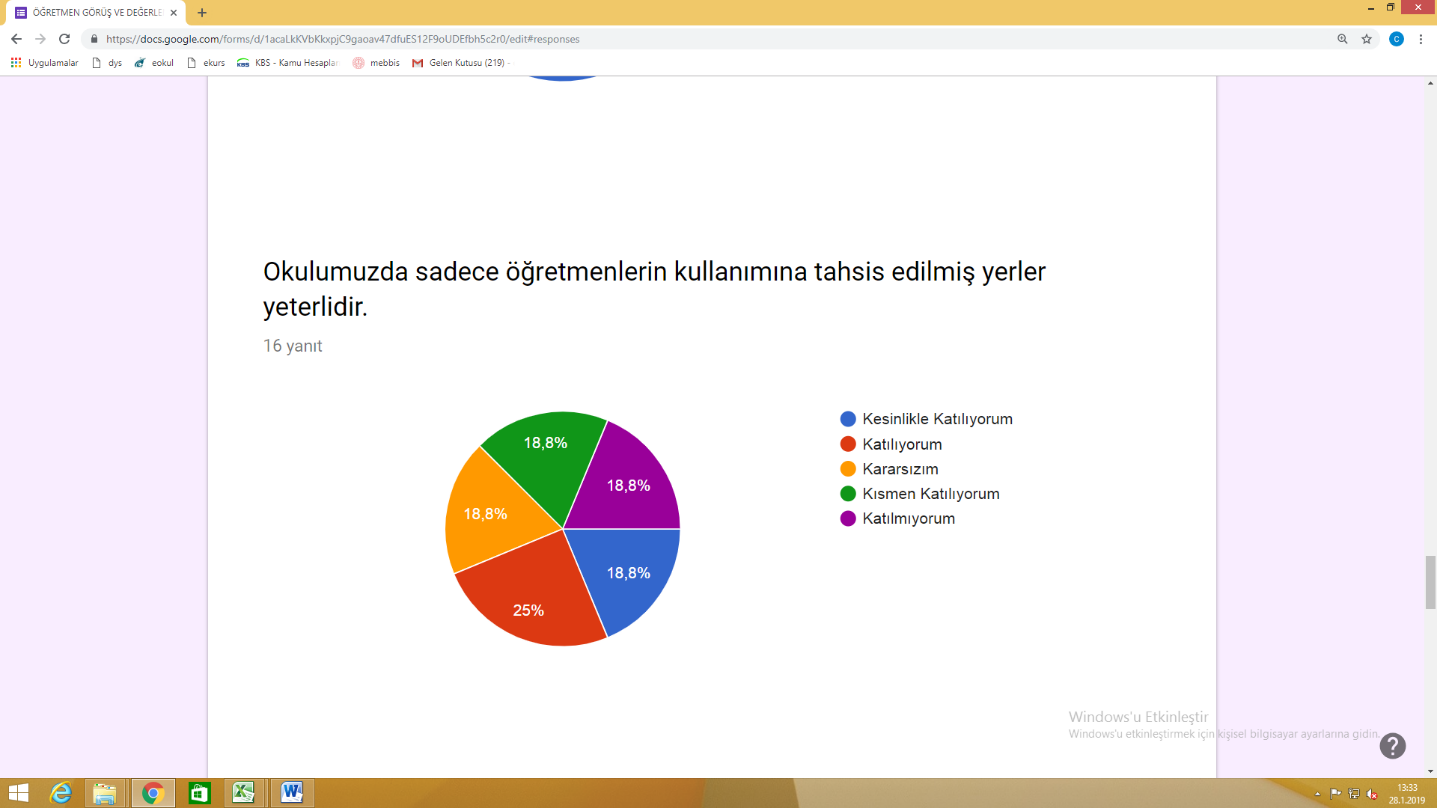 ÖĞRETMEN GÖRÜŞ VE DEĞERLE
https://docs.google.com/forms/d/1acaLkKVbKkxpjC9gaoav47dfuES12F9oUDEfbh5c2r0/edit#responses
C
Uygulamalar dys eokul ekurs KBS - Kamu Hesapları mebbis Gelen Kutusu (219) -
Okulumuzda sadece öğretmenlerin kullanımına tahsis edilmiş yerler
yeterlidir.
16 yanıt
18,8%
18,8%
18,8%
18,8%
25%
Kesinlikle Katılıyorum
Katılıyorum
Kararsızım
Kısmen Katılıyorum
Katılmıyorum
Windows'u Etkinleştir
Windows'u etkinleştirmek için kişisel bilgisayar ayarlarına gidin.
13:33
28.1.2019